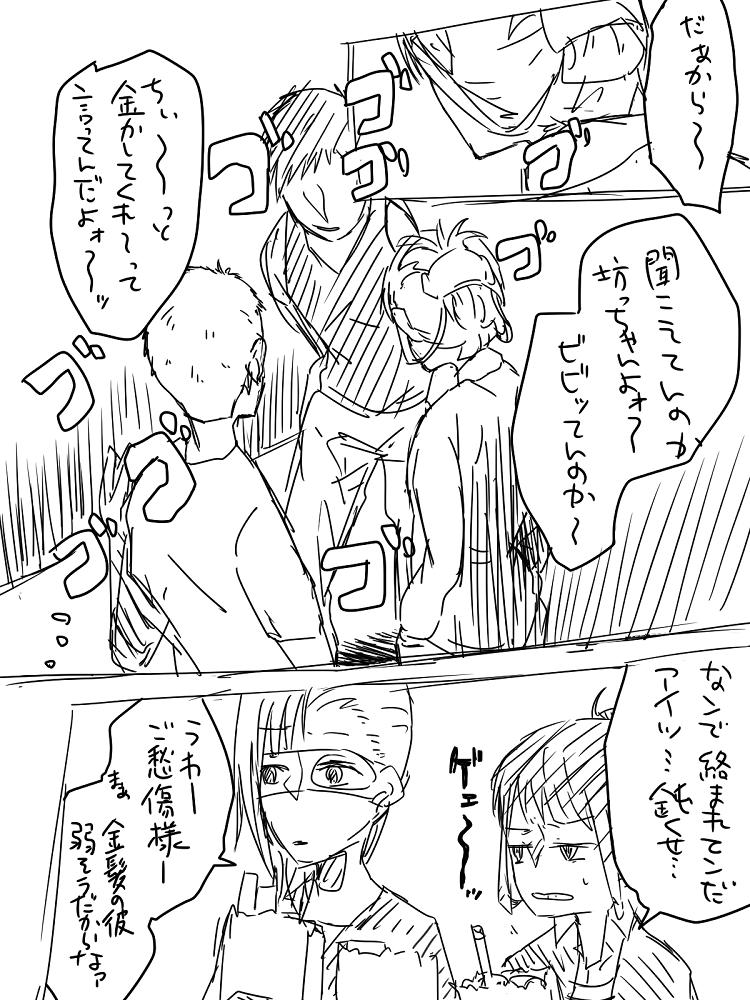 だぁから〜
聞こえてんのか
坊っちゃんよォ〜
ビビッてんのか〜
ちぃ〜〜っと
金かしてくれ〜って
言ってんだよォ〜ッ
ゴ
ゴ
ゴ
ゴ
ゴ
ゴ
ゴ
ゴ
ゴ
なンで絡まれてンだ
アイツ…
金くせ…
ゲェ〜〜ッ
うわー
ご愁傷様ー
まぁ金髪の彼
弱そうだからなァ